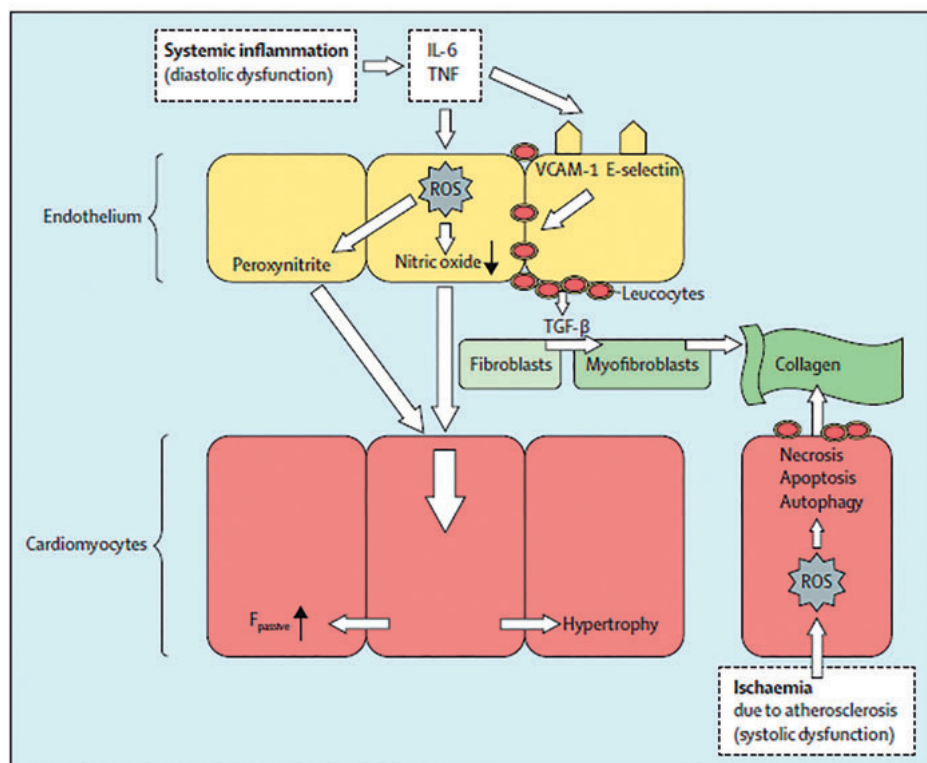 Systemic inflammation
(diastolic dysfunction)
IL-6
TNF
VCAM-1 E-selectin
ROS
Endothelium
Peroxynitrite
Nitric oxide
Leucocytes
TGF-β
Fibroblasts
Myofibroblasts
Collagen
Necrosis
Apoptosis
Autophagy
Cardiomyocytes
ROS
F passive
Hypertrophy
Ischaemia
due to atherosclerosis
(systolic dysfunction)